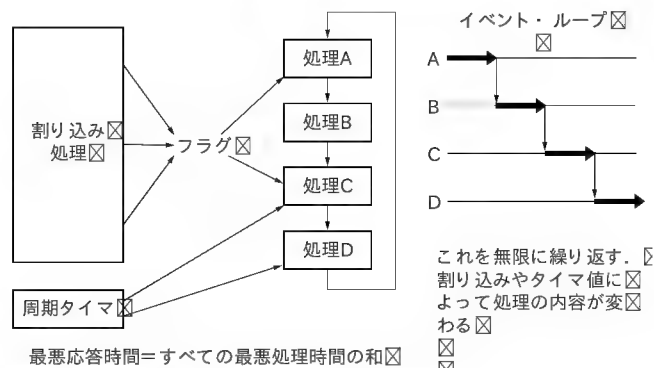 割り込み
処理
フラグ
周期タイマ
処理A
処理B
処理C
処理D
最悪応答時間=すべての最悪処理時間の和
イベント・ループ
A
B
C
D
これを無限に繰り返す.
割り込みやタイマ値に
よって処理の内容が変
わる